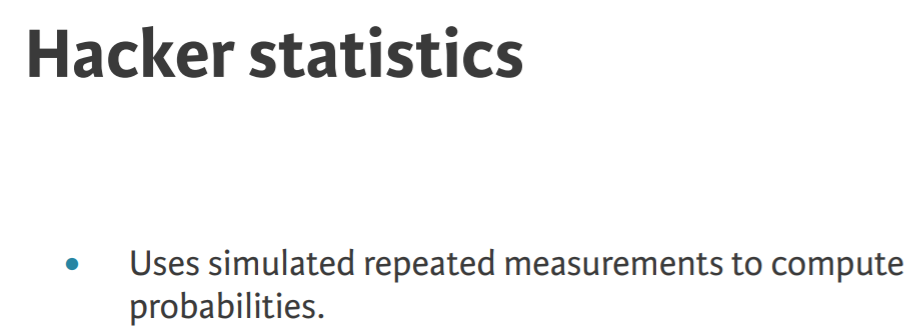 Hacker statistics
Uses simulated repeated measurements to compute
probabilities.